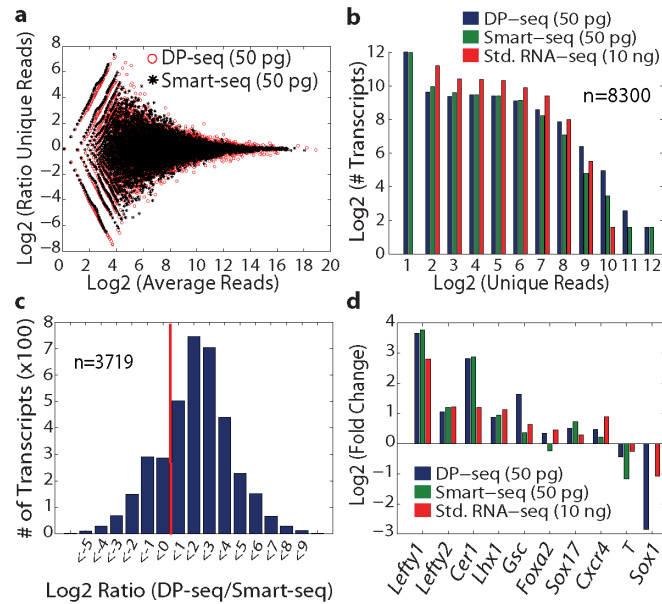 a
DP-seq (50 pg)
Smart-seq (50 pg)
Log2 (Ratio Unique Reads)
8
6
4
2
0
−2
−4
−6
−8
0 2 4 6 8 10 12 14 16 18 20
Log2 (Average Reads)
b
DP−seq (50 pg)
Smart−seq (50 pg)
Std. RNA−seq (10 ng)
n=8300
Log2 (# Transcripts)
12
10
8
6
4
2
0
1 2 3 4 5 6 7 8 9 10 11 12
Log2 (Unique Reads)
c
n=3719
# of Transcripts (x100)
8
7
6
5
4
3
2
1
0
<-5 <-4 <-3 <-2 <-1 <0 <1 <2 <3 <4 <5 <6 <7 <8 <9
Log2 Ratio (DP-seq/Smart-seq)
d
Log2 (Fold Change)
4
3
2
1
0
−1
−2
−3
DP−seq (50 pg)
Smart−seq (50 pg)
Std. RNA−seq (10 ng)
Lefty1 Lefty2 Cer1 Lhx1 Gsc Foxa2 Sox17 Cxcr4 T Sox1